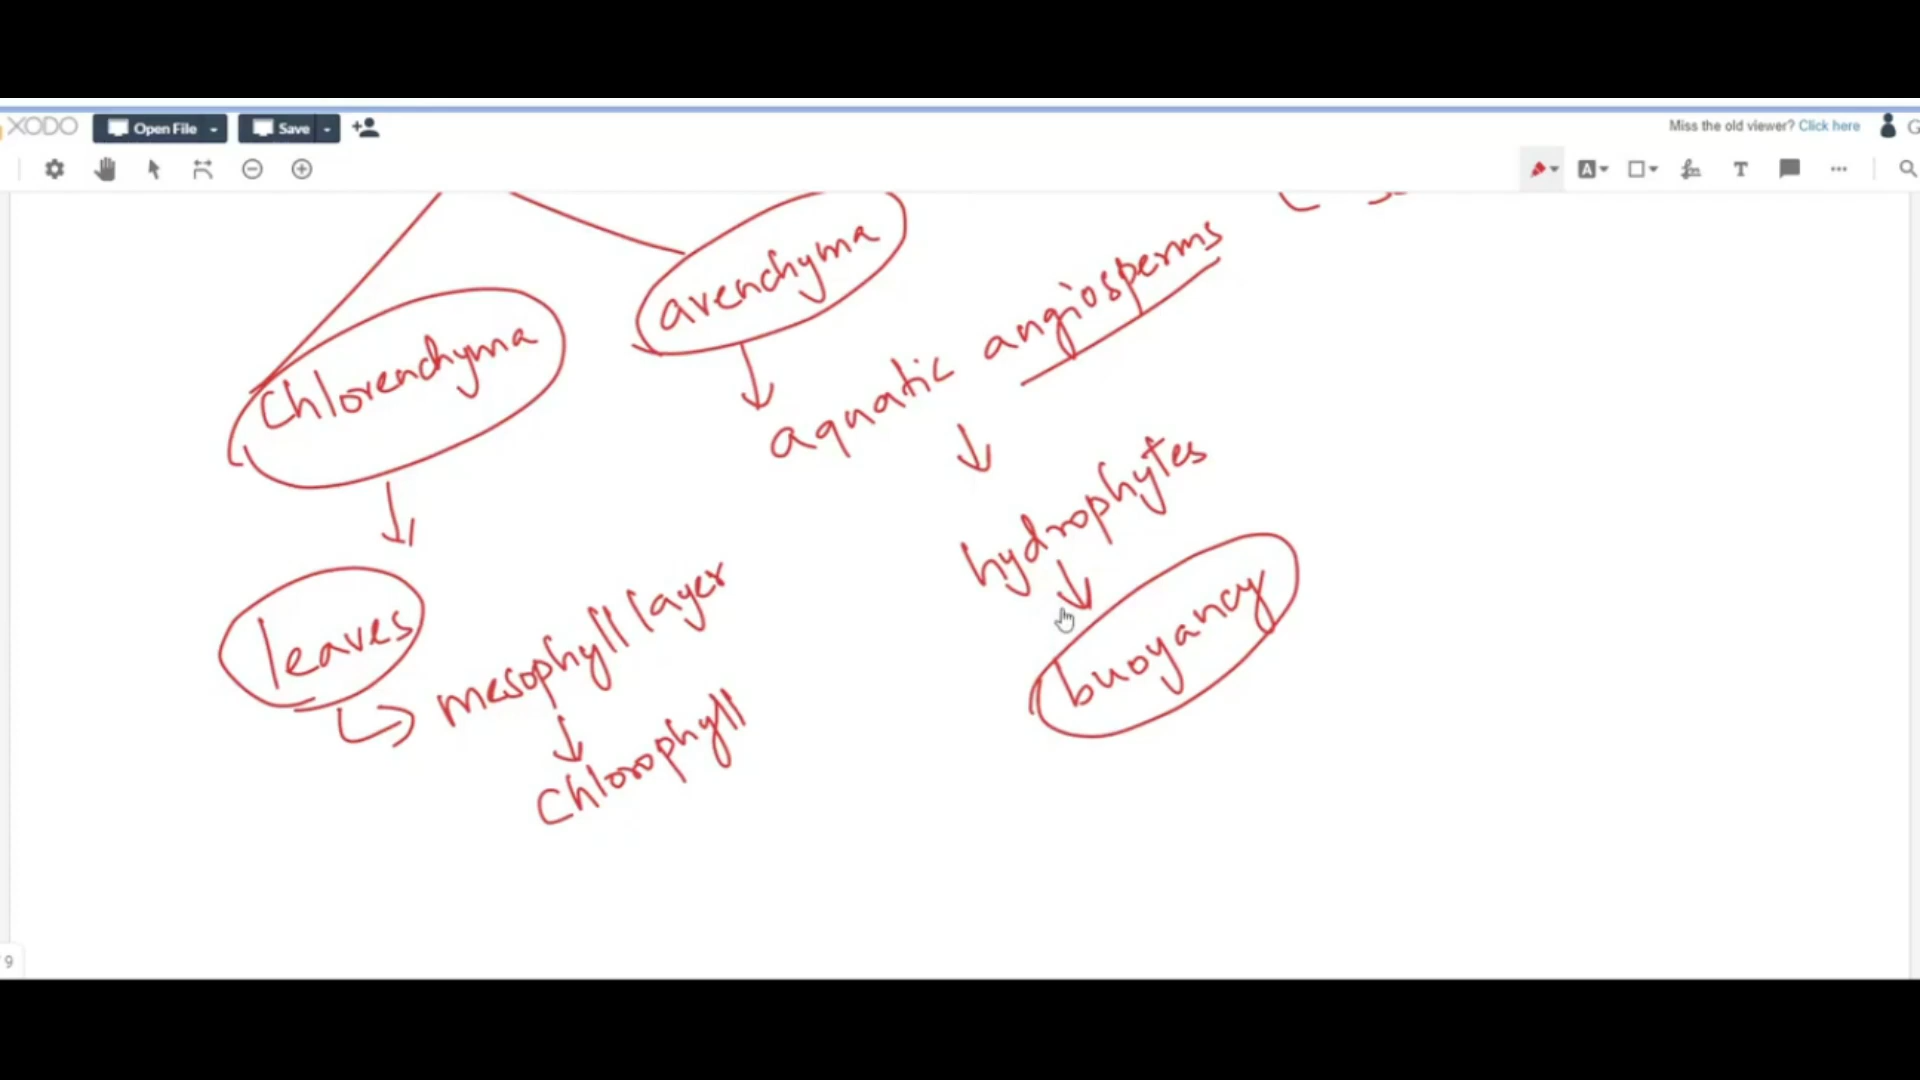 XODO Open File Save Miss the old viewer? Click here G
A T
arenchyma
angiosperms
Chlorenchyma
aquatic
hydrophytes
leaves
mesophyll layer
buoyancy
Chlorophyll
9